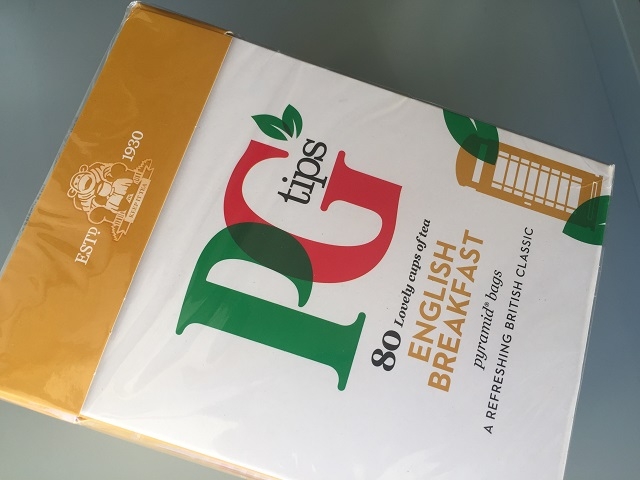 ESTD 1930
PG
tips
80 Lovely cups of tea
ENGLISH
BREAKFAST
pyramid® bags
A REFRESHING BRITISH CLASSIC